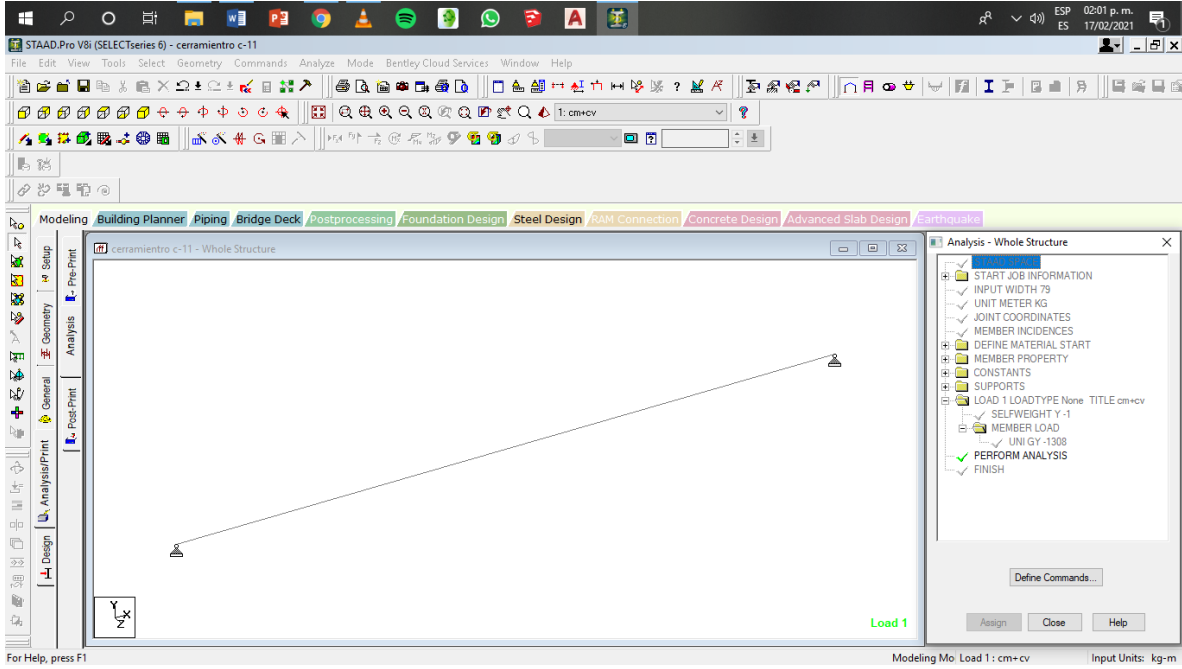 ESP
ES
02:01 p. m.
17/02/2021
STAAD.Pro V8i (SELECTseries 6) - cerramiento c-11
File Edit View Tools Select Geometry Commands Analyze Mode Bentley Cloud Services Window Help
1: cm+cv
Modeling Building Planner Piping Bridge Deck Postprocessing Foundation Design Steel Design RAM Connection Concrete Design Advanced Slab Design Earthquake
Setup
Geometry
General
Analysis/Print
Design
Pre-Print
Analysis
Post-Print
cerramiento c-11 - Whole Structure
Y
X
Z
Load 1
Analysis - Whole Structure
STAAD SPACE
START JOB INFORMATION
INPUT WIDTH 79
UNIT METER KG
JOINT COORDINATES
MEMBER INCIDENCES
DEFINE MATERIAL START
MEMBER PROPERTY
CONSTANTS
SUPPORTS
LOAD 1 LOADTYPE None TITLE cm+cv
SELFWEIGHT Y -1
MEMBER LOAD
UNI GY -1308
PERFORM ANALYSIS
FINISH
Define Commands...
Assign Close Help
For Help, press F1
Modeling Mo Load 1 : cm+cv Input Units: kg-m